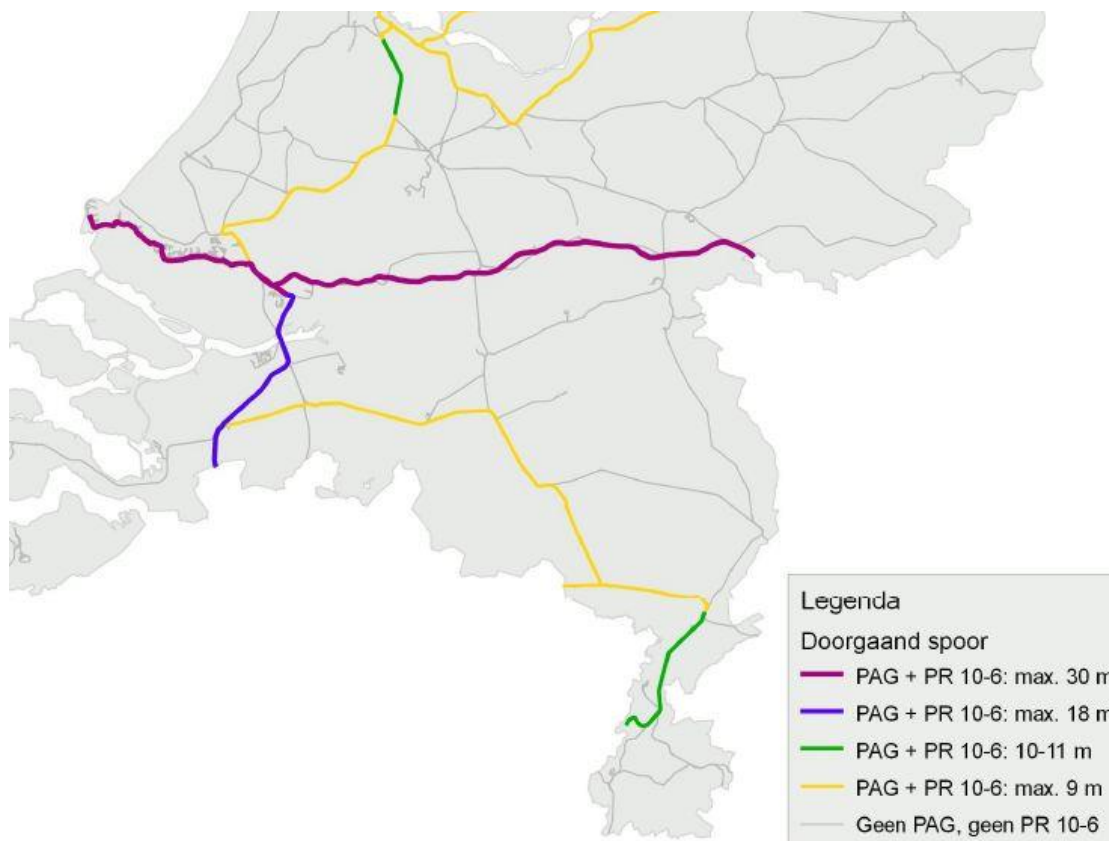 Legenda
Doorgaand spoor
PAG + PR 10-6: max. 30 m
PAG + PR 10-6: max. 18 m
PAG + PR 10-6: 10-11 m
PAG + PR 10-6: max. 9 m
Geen PAG, geen PR 10-6